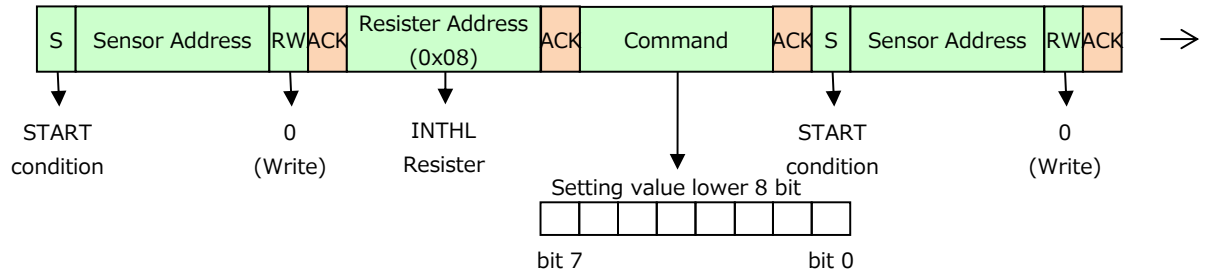 S Sensor Address RW ACK Resister Address (0x08) ACK Command ACK S Sensor Address RW ACK
START condition
0 (Write)
INTHL Resister
START condition
0 (Write)
Setting value lower 8 bit
bit 7 bit 0